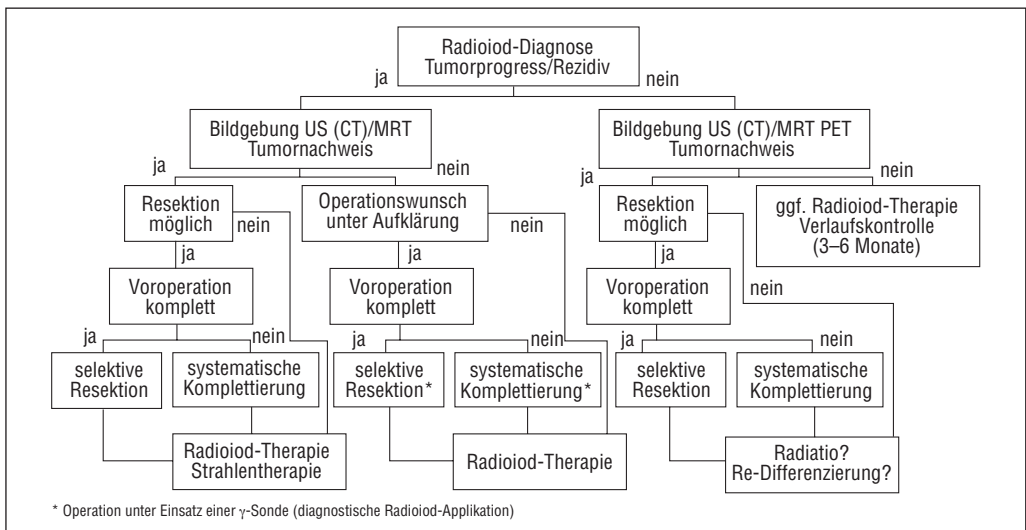 Radioiod-Diagnose
Tumorprogress/Rezidiv
ja
nein
Bildgebung US (CT)/MRT
Tumornachweis
Bildgebung US (CT)/MRT PET
Tumornachweis
ja
nein
ja
nein
Resektion
möglich
nein
Operationswunsch
unter Aufklärung
nein
Resektion
möglich
ggf. Radioiod-Therapie
Verlaufskontrolle
(3–6 Monate)
ja
ja
ja
nein
Voroperation
komplett
Voroperation
komplett
Voroperation
komplett
ja
nein
ja
nein
ja
nein
selektive
Resektion
systematische
Komplettierung
selektive
Resektion*
systematische
Komplettierung*
selektive
Resektion
systematische
Komplettierung
Radioiod-Therapie
Strahlentherapie
Radioiod-Therapie
Radiatio?
Re-Differenzierung?
* Operation unter Einsatz einer γ-Sonde (diagnostische Radioiod-Applikation)